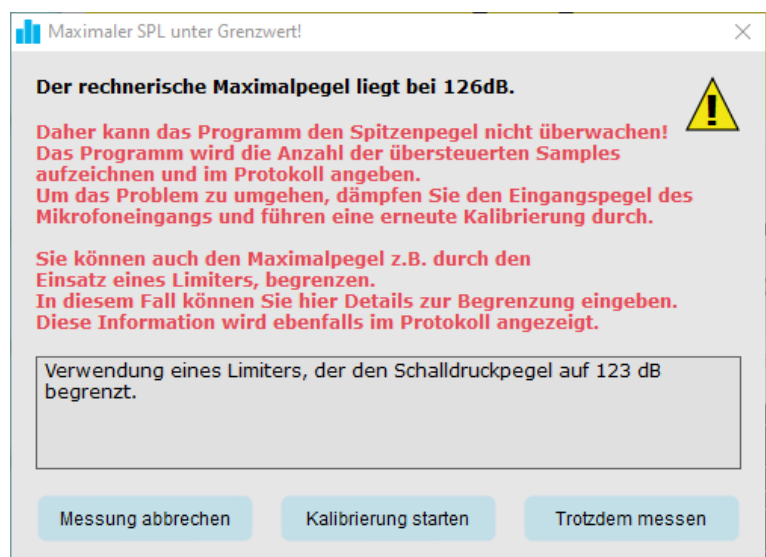 Maximaler SPL unter Grenzwert!
Der rechnerische Maximalpegel liegt bei 126dB.
Daher kann das Programm den Spitzenpegel nicht überwachen!
Das Programm wird die Anzahl der übersteuerten Samples
aufzeichnen und im Protokoll angeben.
Um das Problem zu umgehen, dämpfen Sie den Eingangspegel des
Mikrofoneingangs und führen eine erneute Kalibrierung durch.
Sie können auch den Maximalpegel z.B. durch den
Einsatz eines Limiters, begrenzen.
In diesem Fall können Sie hier Details zur Begrenzung eingeben.
Diese Information wird ebenfalls im Protokoll angezeigt.
Verwendung eines Limiters, der den Schalldruckpegel auf 123 dB
begrenzt.
Messung abbrechen
Kalibrierung starten
Trotzdem messen